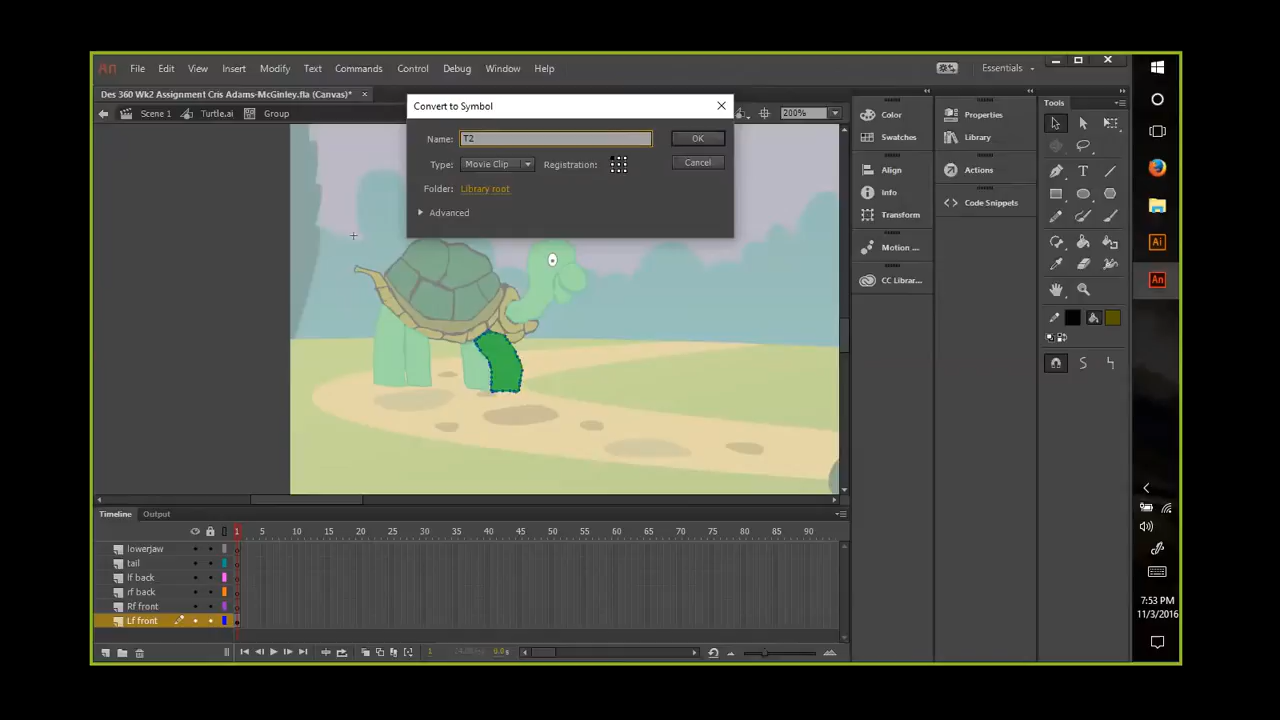 An File Edit View Insert Modify Text Commands Control Debug Window Help Essentials
Des 360 Wk2 Assignment Cris Adams-McGinley.fla (Canvas)*
Scene 1 Turtle.ai Group 200%
Convert to Symbol
Name: T2 OK
Type: Movie Clip Registration: Cancel
Folder: Library root
Advanced
Color
Swatches
Align
Info
Transform
Motion ...
CC Librar...
Properties
Library
Actions
Code Snippets
Tools
Ai
An
Timeline Output
1 5 10 15 20 25 30 35 40 45 50 55 60 65 70 75 80 85 90
lowerjaw
tail
lf back
rf back
Rf front
Lf front
1
7:53 PM
11/3/2016